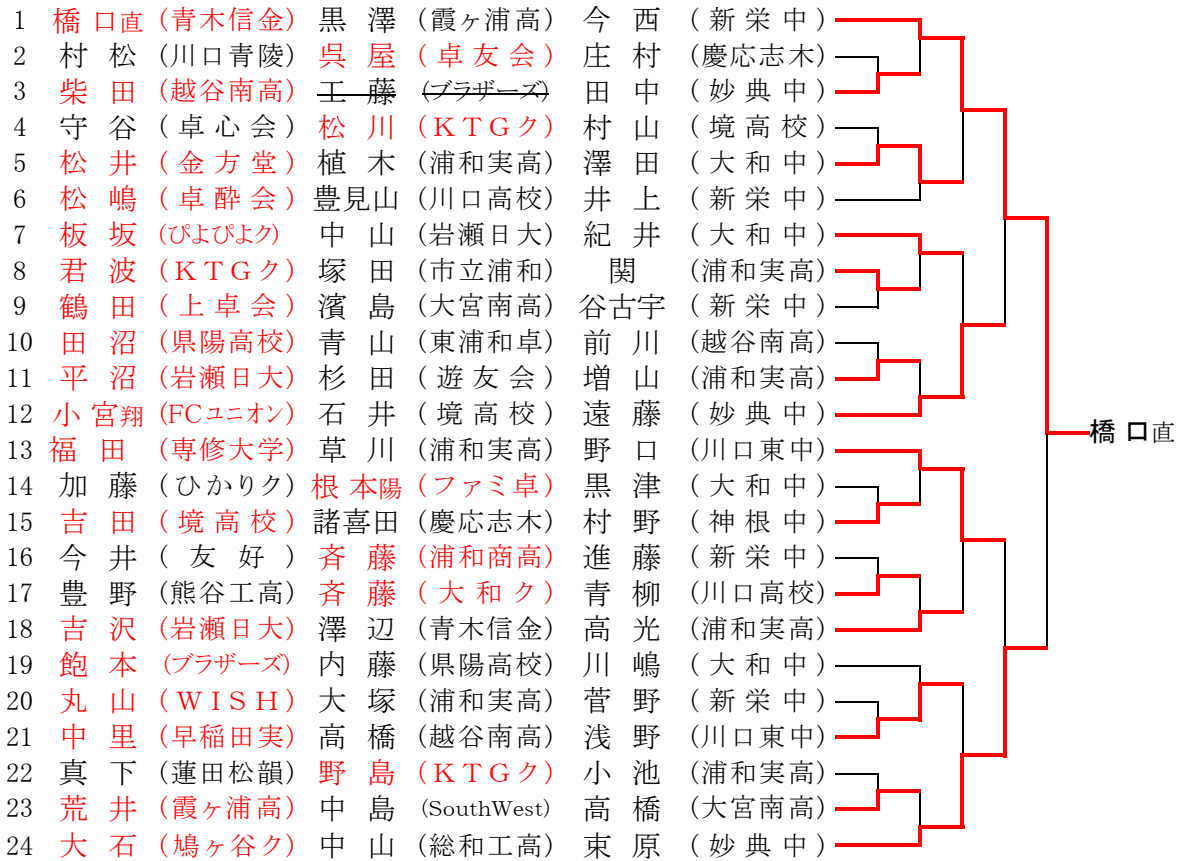 1 橋口直 (青木信金) 黒澤 (霞ヶ浦高) 今西 (新栄中)
2 村松 (川口青陵) 呉屋 (卓友会) 庄村 (慶応志木)
3 柴田 (越谷南高) 工藤 (ブラザーズ) 田中 (妙典中)
4 守谷 (卓心会) 松川 (KTGク) 村山 (境高校)
5 松井 (金方堂) 植木 (浦和実高) 澤田 (大和中)
6 松嶋 (卓酔会) 豊見山 (川口高校) 井上 (新栄中)
7 板坂 (ぴよぴよク) 中山 (岩瀬日大) 紀井 (大和中)
8 君波 (KTGク) 塚田 (市立浦和) 関 (浦和実高)
9 鶴田 (上卓会) 濱島 (大宮南高) 谷古宇 (新栄中)
10 田沼 (県陽高校) 青山 (東浦和卓) 前川 (越谷南高)
11 平沼 (岩瀬日大) 杉田 (遊友会) 増山 (浦和実高)
12 小宮翔 (FCユニオン) 石井 (境高校) 遠藤 (妙典中)
橋口直
13 福田 (専修大学) 草川 (浦和実高) 野口 (川口東中)
14 加藤 (ひかりク) 根本陽 (ファミ卓) 黒津 (大和中)
15 吉田 (境高校) 諸喜田 (慶応志木) 村野 (神根中)
16 今井 (友好) 斉藤 (浦和商高) 進藤 (新栄中)
17 豊野 (熊谷工高) 斉藤 (大和ク) 青柳 (川口高校)
18 吉沢 (岩瀬日大) 澤辺 (青木信金) 高光 (浦和実高)
19 飽本 (ブラザーズ) 内藤 (県陽高校) 川嶋 (大和中)
20 丸山 (WISH) 大塚 (浦和実高) 菅野 (新栄中)
21 中里 (早稲田実) 高橋 (越谷南高) 浅野 (川口東中)
22 真下 (蓮田松韻) 野島 (KTGク) 小池 (浦和実高)
23 荒井 (霞ヶ浦高) 中島 (SouthWest) 高橋 (大宮南高)
24 大石 (鳩ヶ谷ク) 中山 (総和工高) 束原 (妙典中)